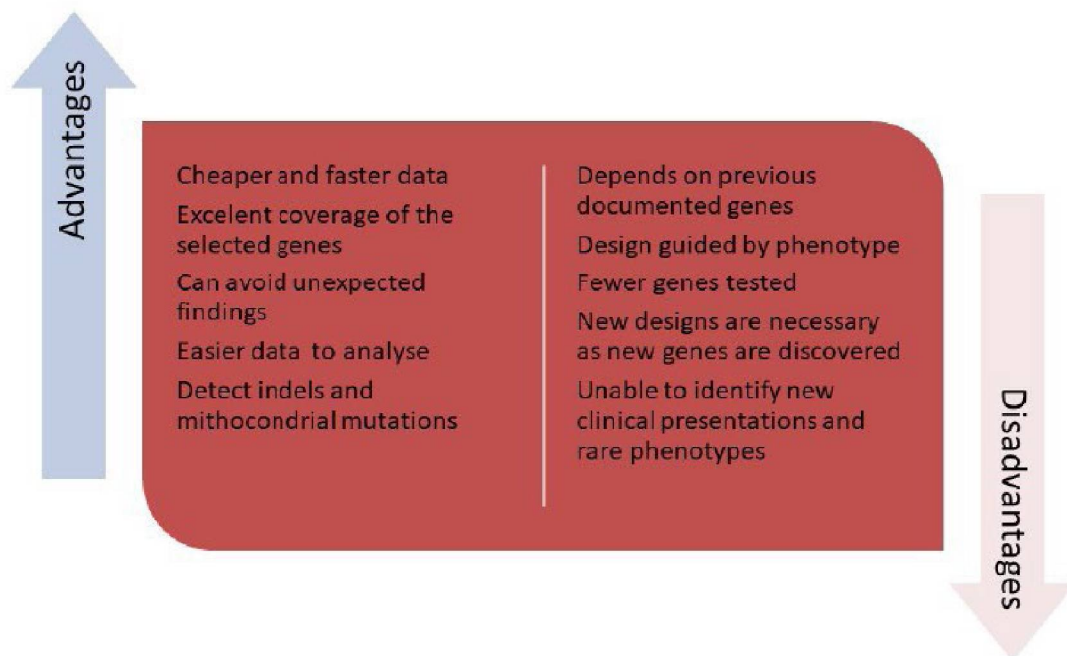 Advantages
Cheaper and faster data
Excelent coverage of the
selected genes
Can avoid unexpected
findings
Easier data to analyse
Detect indels and
mithocondrial mutations
Depends on previous
documented genes
Design guided by phenotype
Fewer genes tested
New designs are necessary
as new genes are discovered
Unable to identify new
clinical presentations and
rare phenotypes
Disadvantages